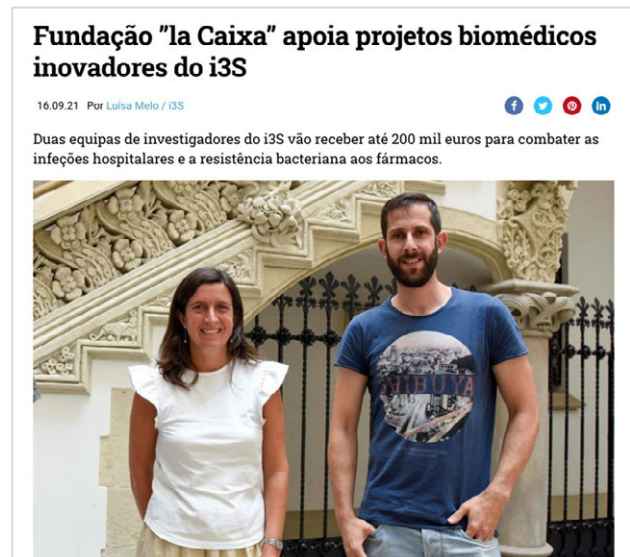 Fundação ”la Caixa” apoia projetos biomédicos
inovadores do i3S
16.09.21 Por Luísa Melo / i3S
Duas equipas de investigadores do i3S vão receber até 200 mil euros para combater as
infeções hospitalares e a resistência bacteriana aos fármacos.
SHIBUYA